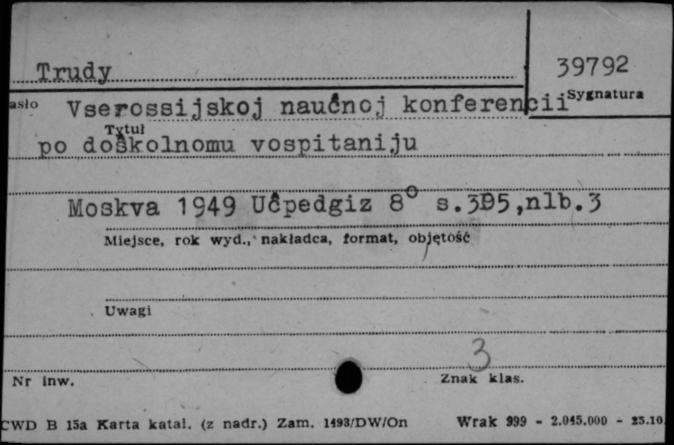 Trudy
39792
asło Vserossijskoj naučnoj konferencii Sygnatura
Tytuł
po doškolnomu vospitaniju
Moskva 1949 Učpedgiz 8° s.395,nlb.3
Miejsce, rok wyd., nakładca, format, objętość
Uwagi
3
Nr inw.
Znak klas.
CWD B 15a Karta katal. (z nadr.) Zam. 1493/DW/On Wrak 999 - 2.045.000 - 25.10